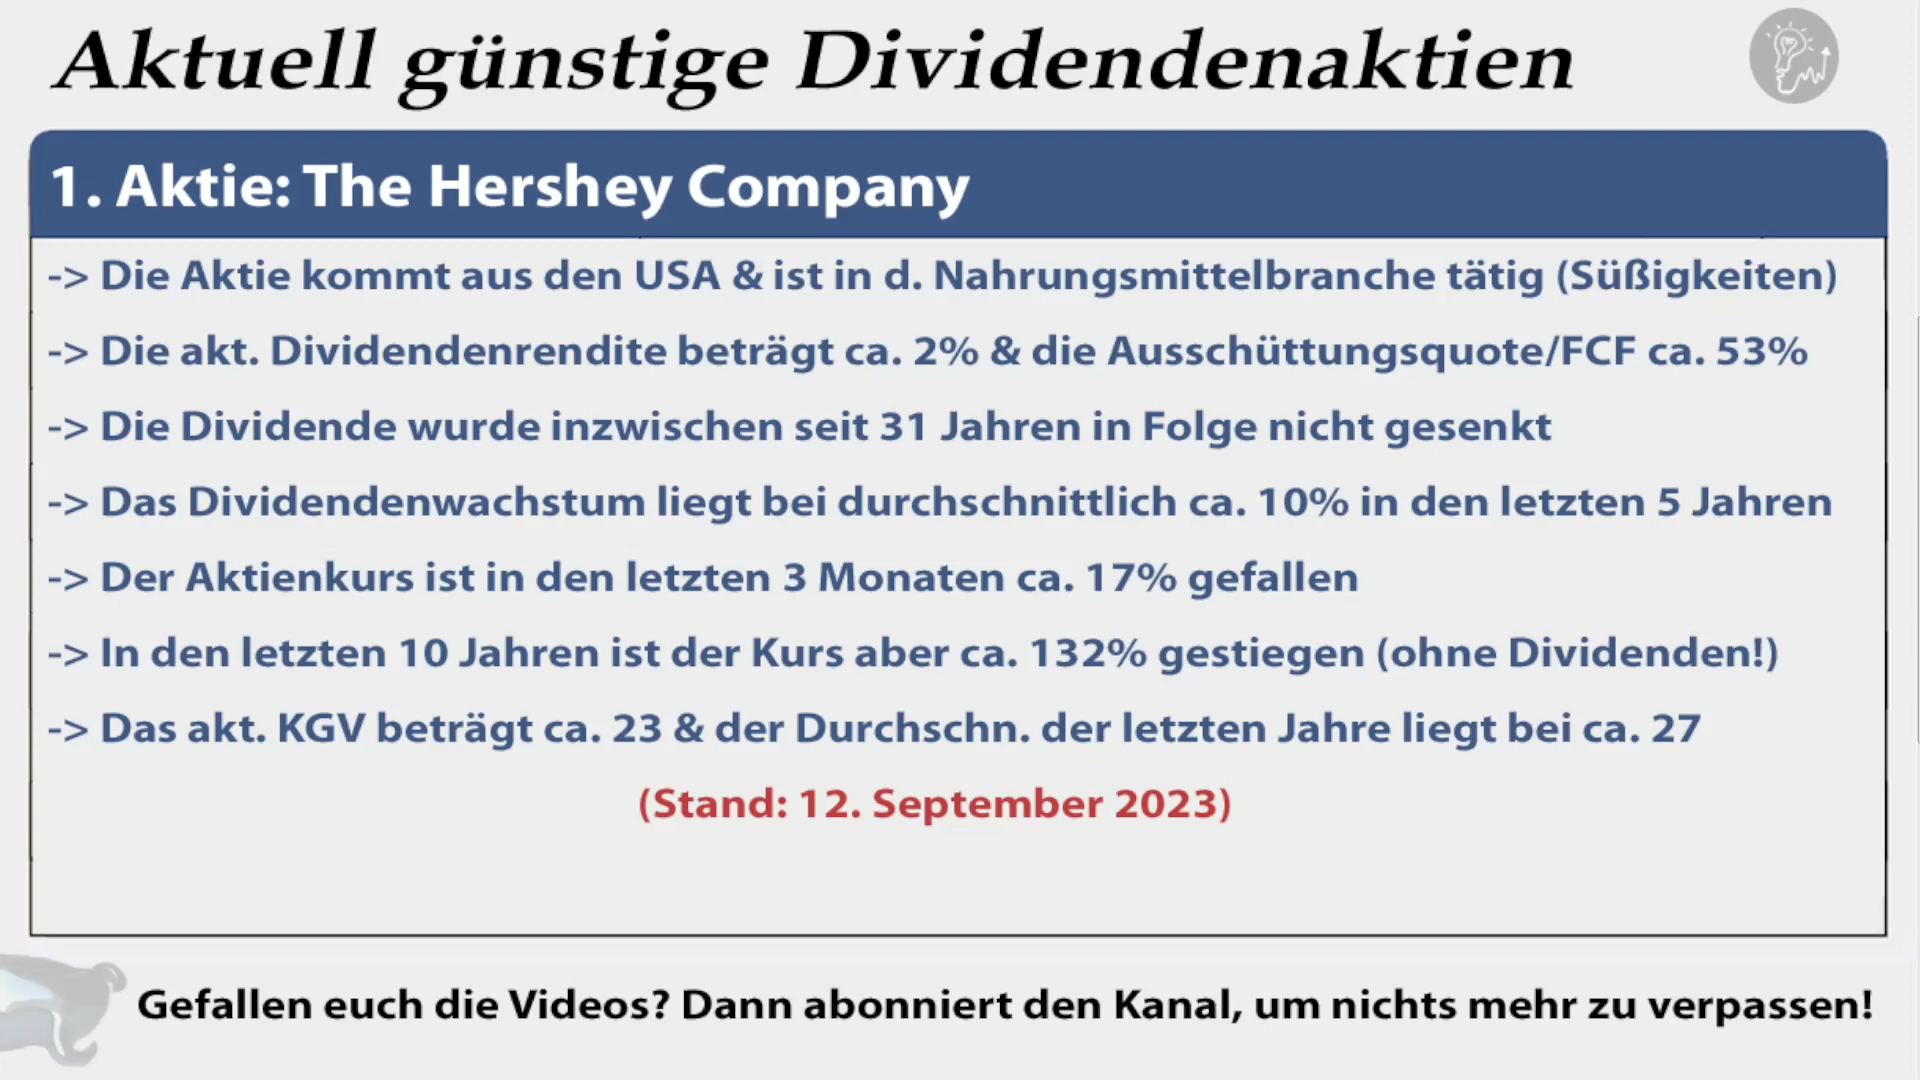 Aktuell günstige Dividendenaktien
1. Aktie: The Hershey Company
-> Die Aktie kommt aus den USA & ist in d. Nahrungsmittelbranche tätig (Süßigkeiten)
-> Die akt. Dividendenrendite beträgt ca. 2% & die Ausschüttungsquote/FCF ca. 53%
-> Die Dividende wurde inzwischen seit 31 Jahren in Folge nicht gesenkt
-> Das Dividendenwachstum liegt bei durchschnittlich ca. 10% in den letzten 5 Jahren
-> Der Aktienkurs ist in den letzten 3 Monaten ca. 17% gefallen
-> In den letzten 10 Jahren ist der Kurs aber ca. 132% gestiegen (ohne Dividenden!)
-> Das akt. KGV beträgt ca. 23 & der Durchschn. der letzten Jahre liegt bei ca. 27
(Stand: 12. September 2023)
Gefallen euch die Videos? Dann abonniert den Kanal, um nichts mehr zu verpassen!